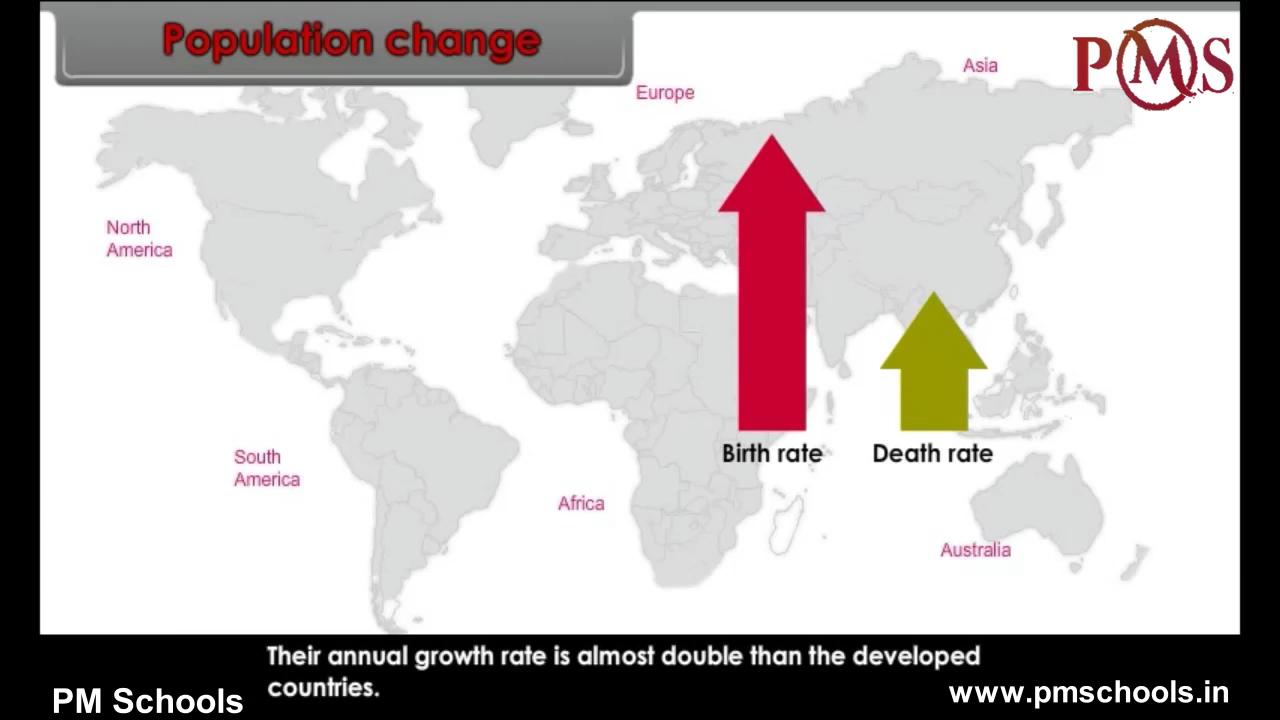 Population change
PMS
Asia
Europe
North
America
Birth rate
Death rate
South
America
Africa
Australia
Their annual growth rate is almost double than the developed
countries.
PM Schools
www.pmschools.in